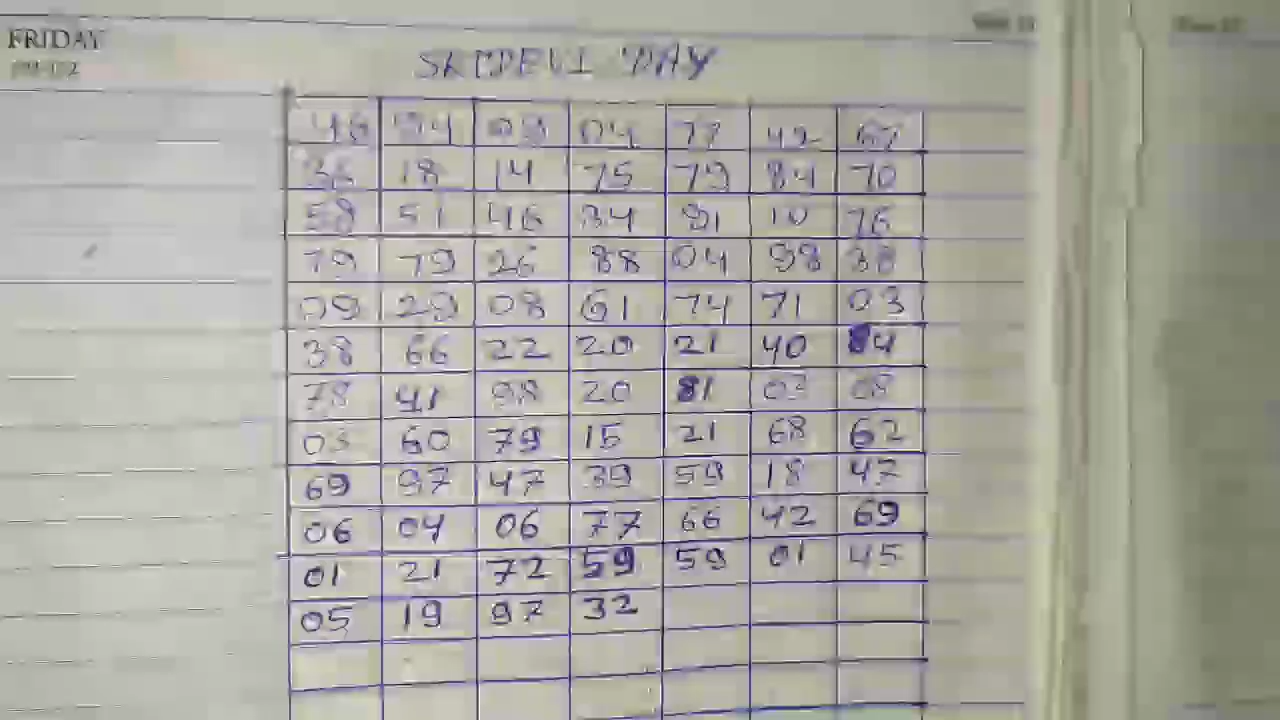 FRIDAY
SRIDEVI DAY
46 94 09 04 77 42 67
36 18 14 75 79 84 70
58 51 46 34 91 10 76
79 79 26 88 04 98 38
09 29 08 61 74 71 03
38 66 22 20 21 40 84
78 41 98 20 81 03 08
03 60 79 15 21 68 62
69 97 47 39 59 18 47
06 04 06 77 66 42 69
01 21 72 59 59 01 45
05 19 97 32